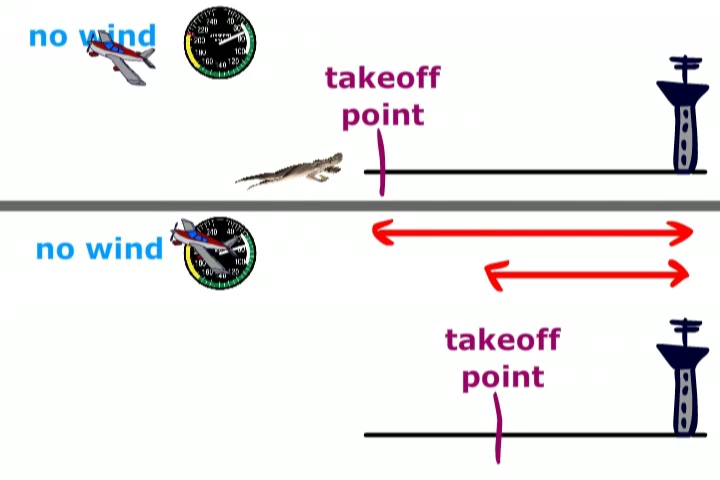 no wind
takeoff
point
no wind
takeoff
point